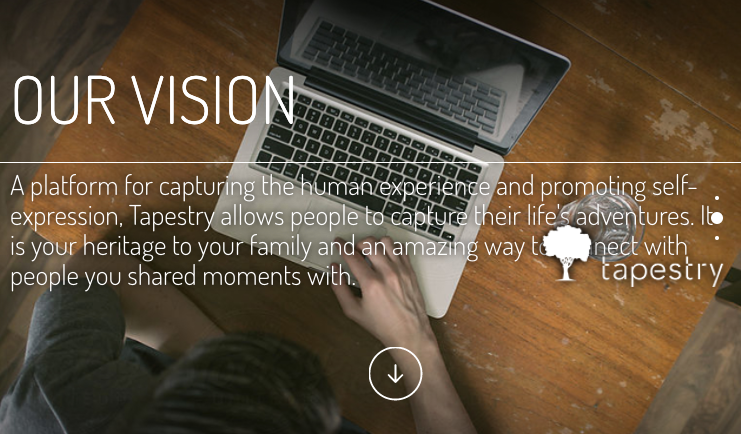 OUR VISION
A platform for capturing the human experience and promoting self-
expression, Tapestry allows people to capture their life's adventures. It
is your heritage to your family and an amazing way to connect with
people you shared moments with.
tapestry